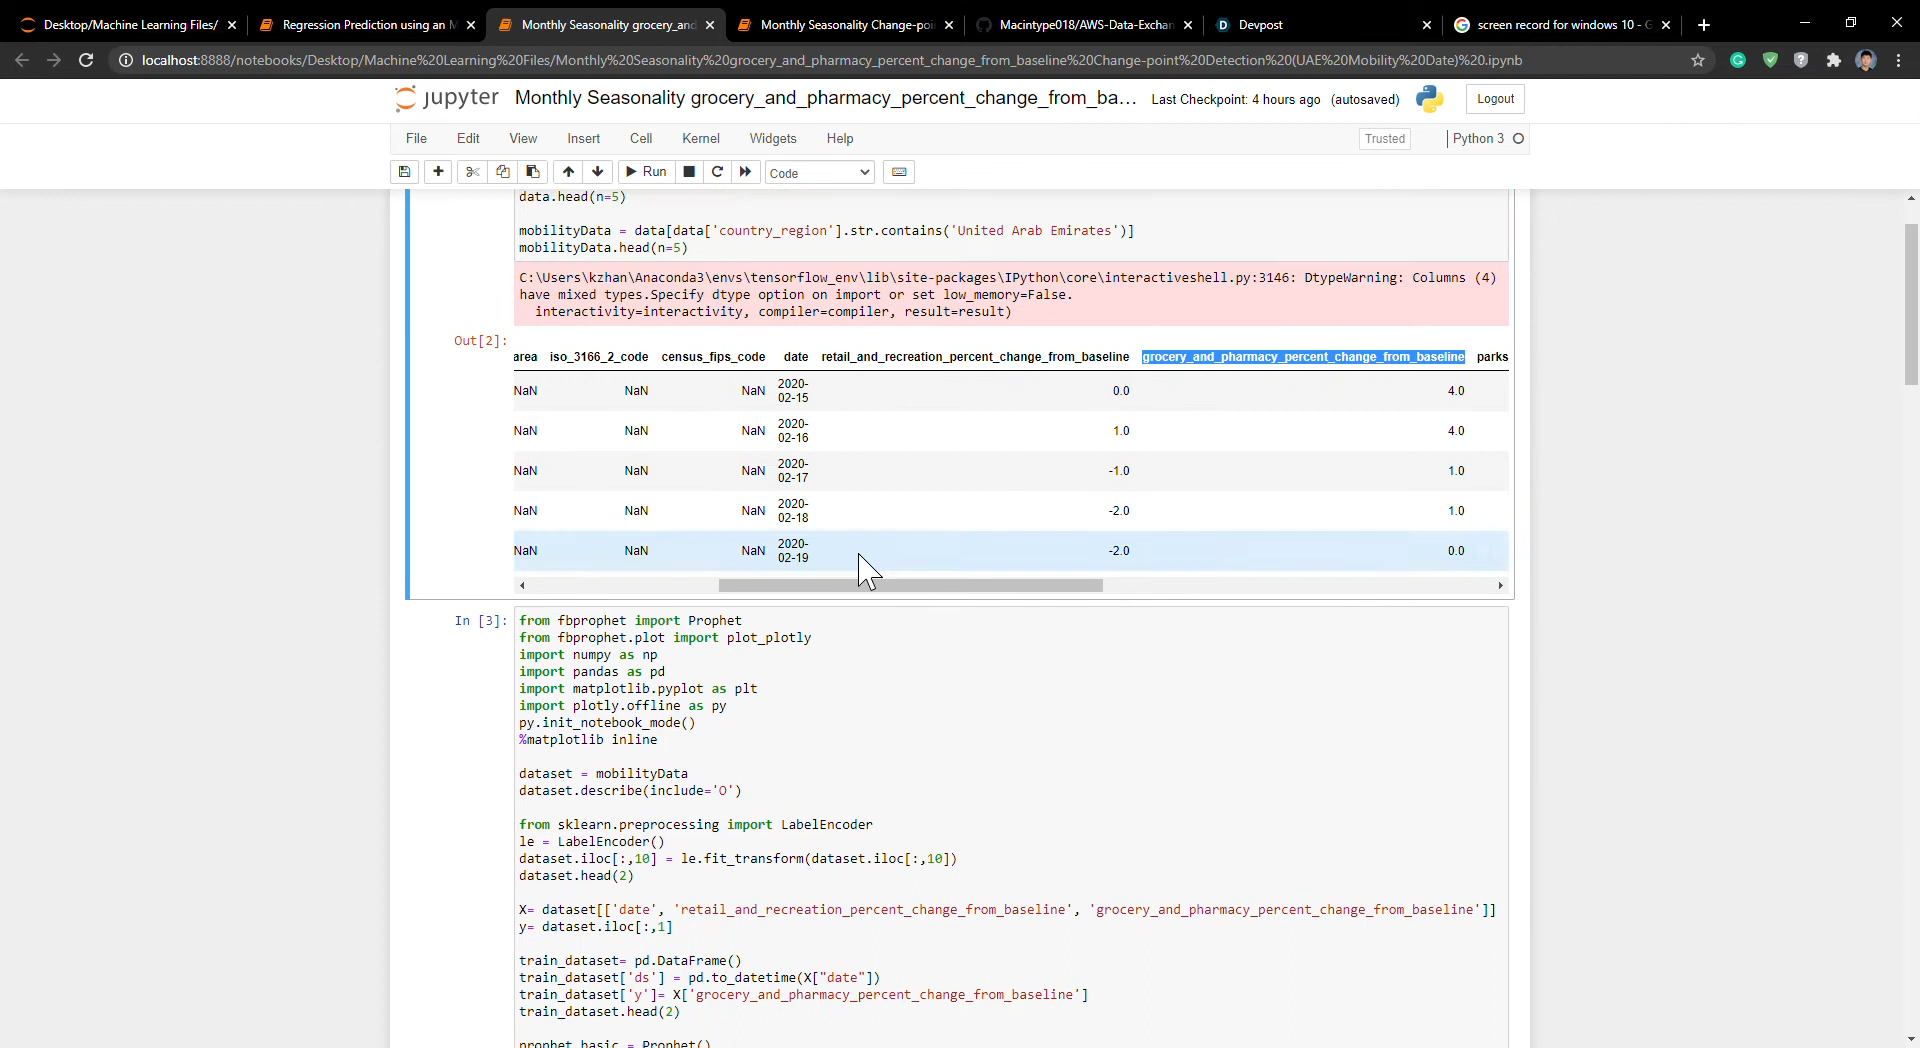 Desktop/Machine Learning Files/
Regression Prediction using an M
Monthly Seasonality grocery_and
Monthly Seasonality Change-poi
Macintype018/AWS-Data-Exchan
D Devpost
screen record for windows 10 - G
localhost:8888/notebooks/Desktop/Machine%20Learning%20Files/Monthly%20Seasonality%20grocery_and_pharmacy_percent_change_from_baseline%20Change-point%20Detection%20(UAE%20Mobility%20Date)%20.ipynb
jupyter Monthly Seasonality grocery_and_pharmacy_percent_change_from_ba... Last Checkpoint: 4 hours ago (autosaved) Logout
File Edit View Insert Cell Kernel Widgets Help Trusted Python 3
Run Code
data.head(n=5)
mobilityData = data[data['country_region'].str.contains('United Arab Emirates')]
mobilityData.head(n=5)
C:\Users\kzhan\Anaconda3\envs\tensorflow_env\lib\site-packages\IPython\core\interactiveshell.py:3146: DtypeWarning: Columns (4)
have mixed types.Specify dtype option on import or set low_memory=False.
interactivity=interactivity, compiler=compiler, result=result)
Out[2]:
area iso_3166_2_code census_fips_code date retail_and_recreation_percent_change_from_baseline grocery_and_pharmacy_percent_change_from_baseline parks
NaN NaN NaN 2020-02-15 0.0 4.0
NaN NaN NaN 2020-02-16 1.0 4.0
NaN NaN NaN 2020-02-17 -1.0 1.0
NaN NaN NaN 2020-02-18 -2.0 1.0
NaN NaN NaN 2020-02-19 -2.0 0.0
In [3]: from fbprophet import Prophet
from fbprophet.plot import plot_plotly
import numpy as np
import pandas as pd
import matplotlib.pyplot as plt
import plotly.offline as py
py.init_notebook_mode()
%matplotlib inline
dataset = mobilityData
dataset.describe(include='O')
from sklearn.preprocessing import LabelEncoder
le = LabelEncoder()
dataset.iloc[:,10] = le.fit_transform(dataset.iloc[:,10])
dataset.head(2)
X= dataset[['date', 'retail_and_recreation_percent_change_from_baseline', 'grocery_and_pharmacy_percent_change_from_baseline']]
y= dataset.iloc[:,1]
train_dataset= pd.DataFrame()
train_dataset['ds'] = pd.to_datetime(X["date"])
train_dataset['y']= X['grocery_and_pharmacy_percent_change_from_baseline']
train_dataset.head(2)
prophet_basic = Prophet()